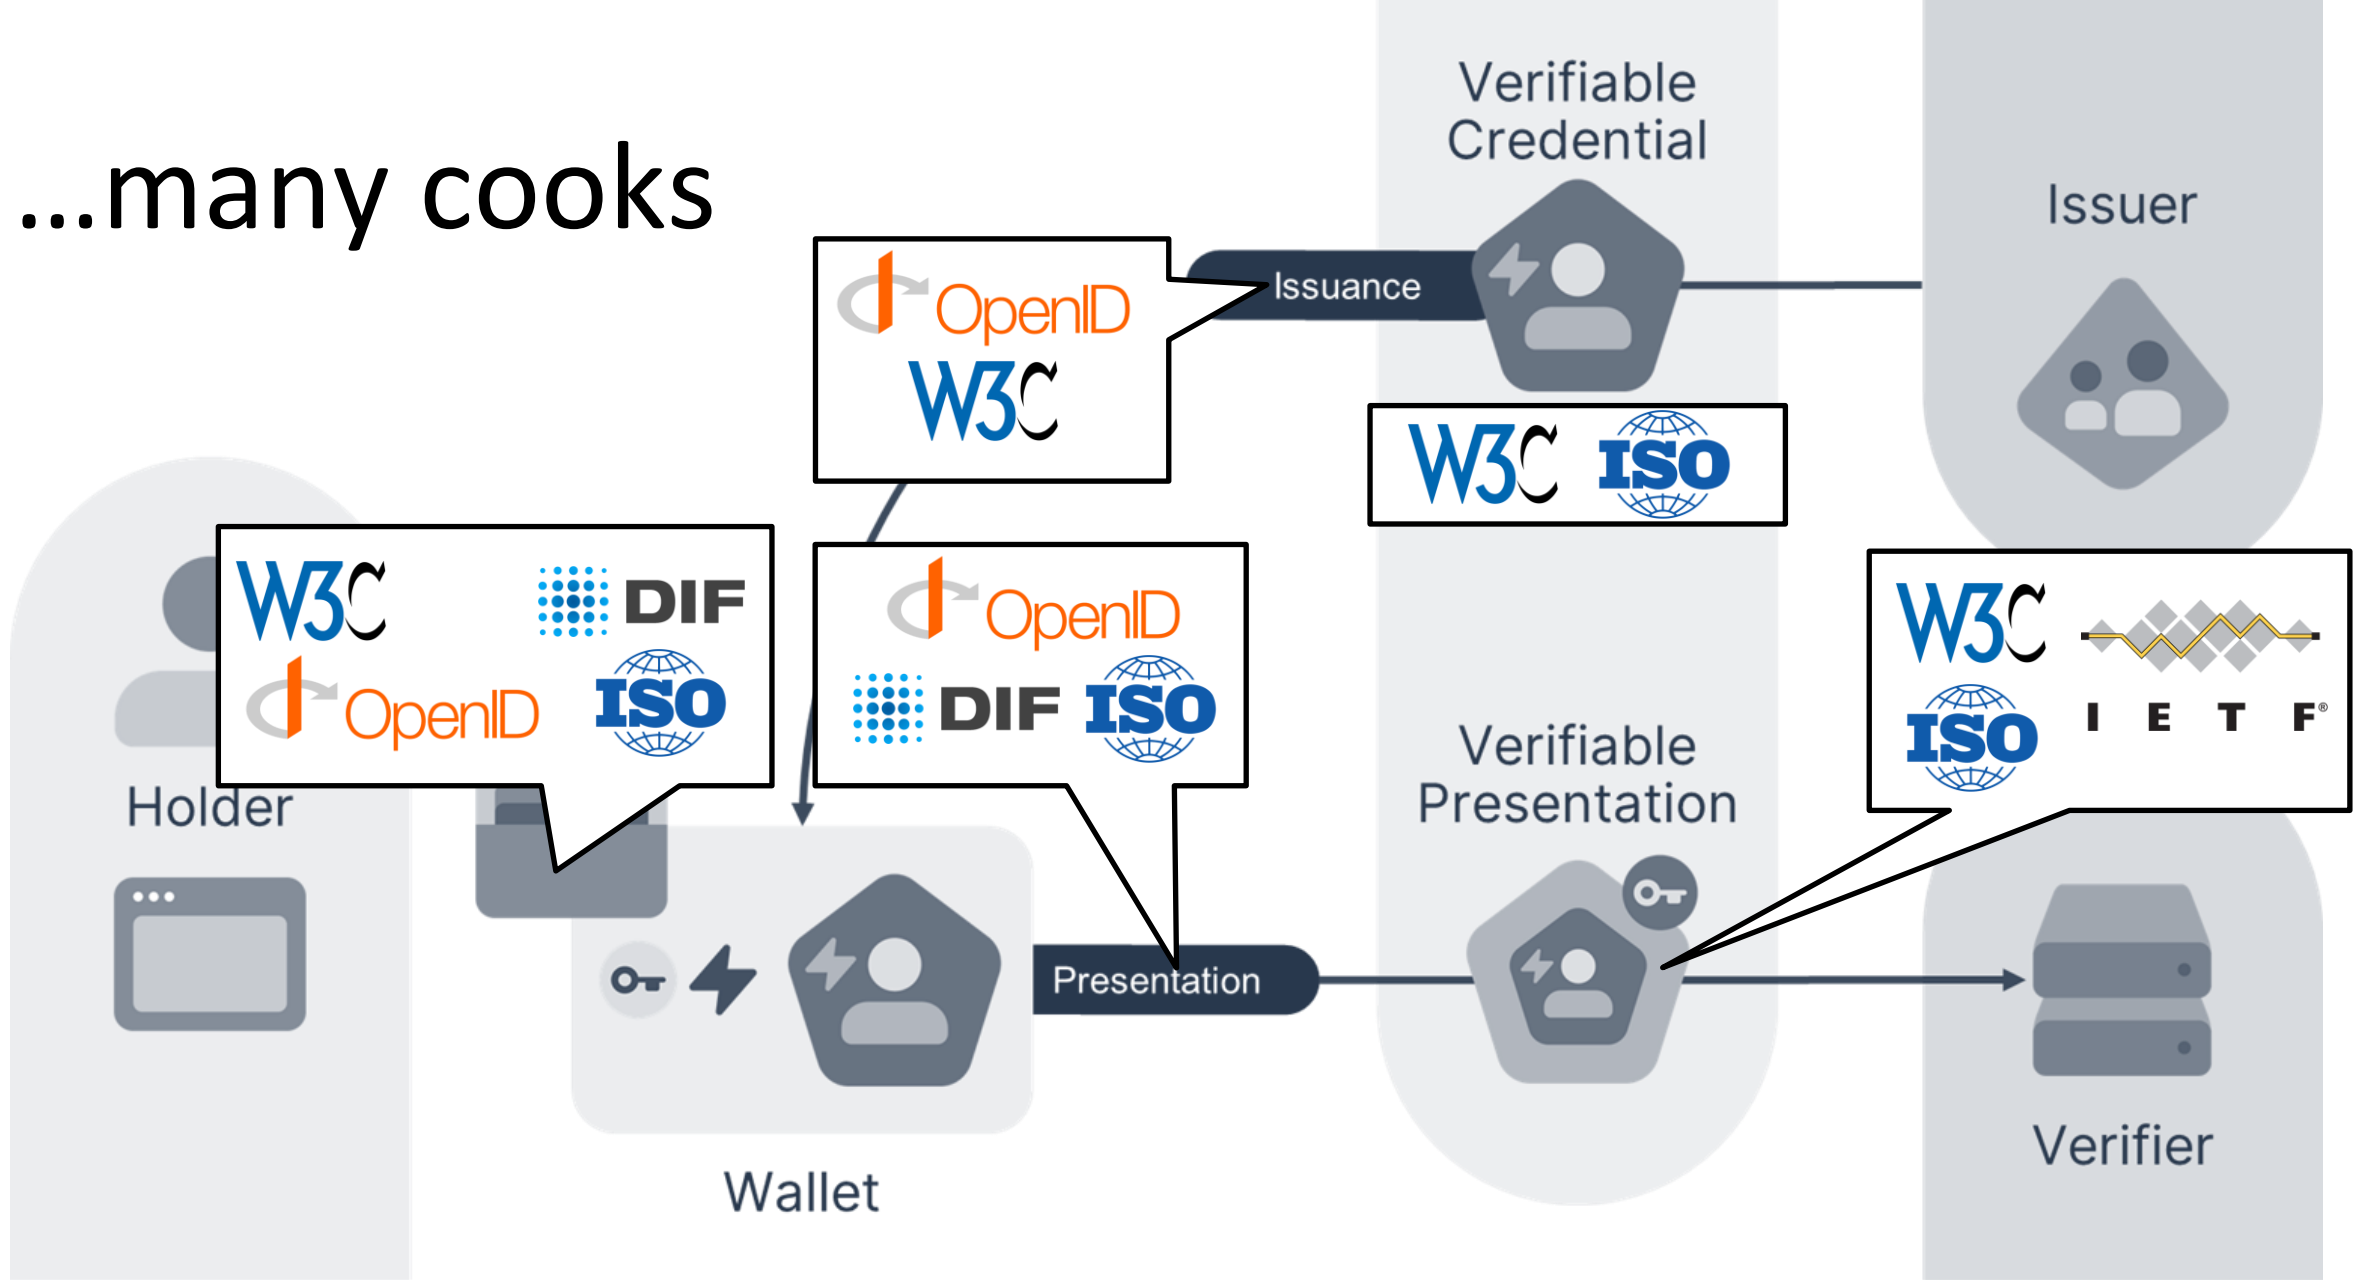 …many cooks
Verifiable
Credential
Issuer
OpenID
W3C
Issuance
W3C ISO
W3C DIF
OpenID ISO
OpenID
DIF ISO
W3C
ISO
I E T F®
Holder
Verifiable
Presentation
Presentation
Wallet
Verifier